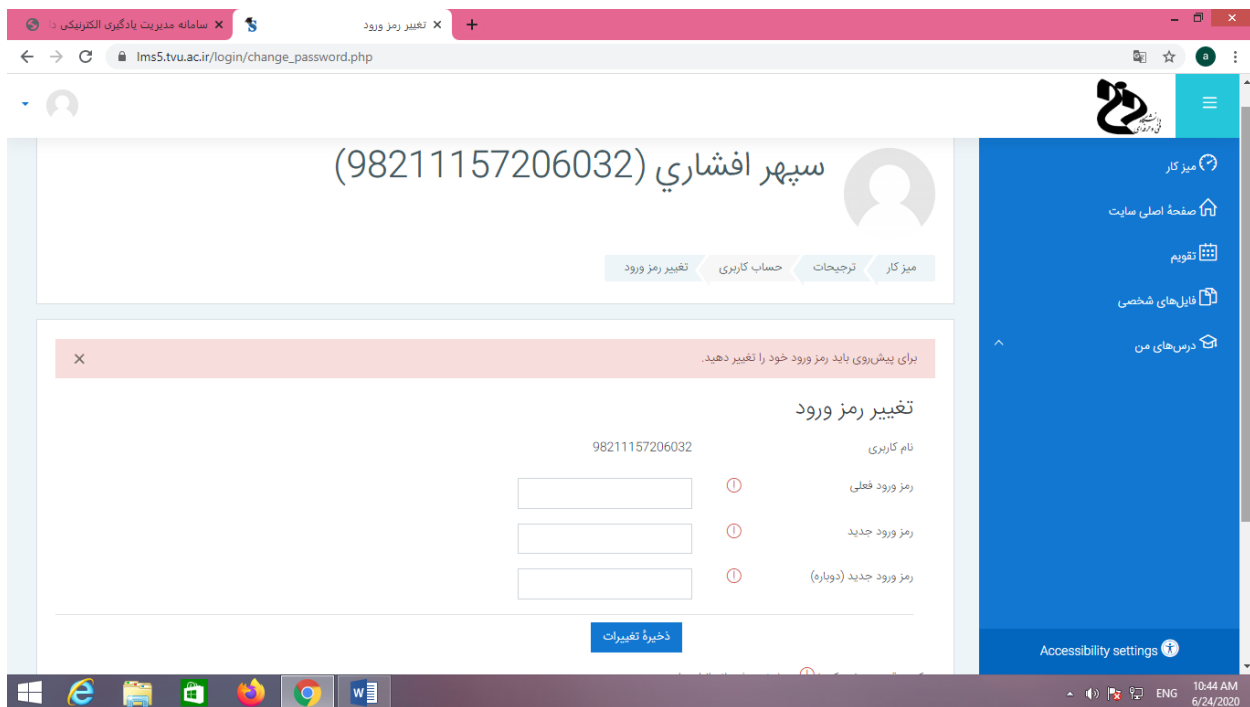 سامانه مدیریت یادگیری الکترونیکی دا
تغییر رمز ورود
lms5.tvu.ac.ir/login/change_password.php
a
سپهر افشاري (98211157206032)
میز کار
ترجیحات
حساب کاربری
تغییر رمز ورود
میز کار
صفحهٔ اصلی سایت
تقویم
فایل‌های شخصی
درس‌های من
برای پیش‌روی باید رمز ورود خود را تغییر دهید.
تغییر رمز ورود
نام کاربری 98211157206032
رمز ورود فعلی
رمز ورود جدید
رمز ورود جدید (دوباره)
ذخیرهٔ تغییرات
Accessibility settings
ENG
10:44 AM
6/24/2020